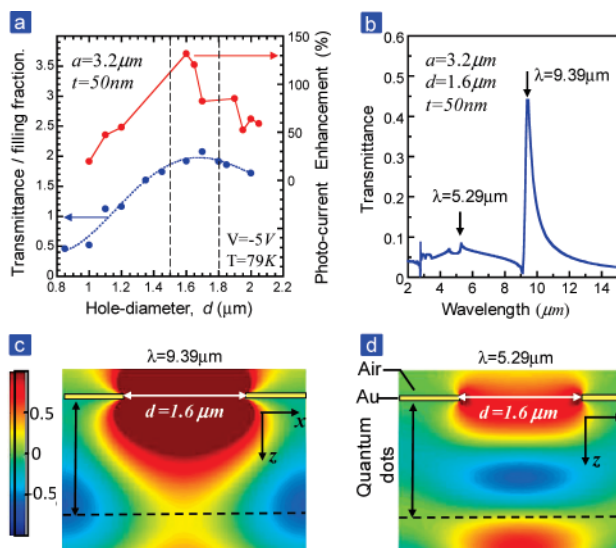 a
a=3.2μm
t=50nm
Transmittance / filling fraction.
3.5
3
2.5
2
1.5
1
0.5
0
150
100
50
0
Photo-current Enhancement (%)
V=-5V
T=79K
0.8 1 1.2 1.4 1.6 1.8 2 2.2
Hole-diameter, d (μm)
b
a=3.2μm
d=1.6μm
t=50nm
λ=9.39μm
λ=5.29μm
Transmittance
0.6
0.5
0.4
0.3
0.2
0.1
0
2 4 6 8 10 12 14
Wavelength (μm)
c
λ=9.39μm
0.5
0
-0.5
d=1.6 μm
x
z
d
λ=5.29μm
Air
Au
Quantum dots
d=1.6 μm
z